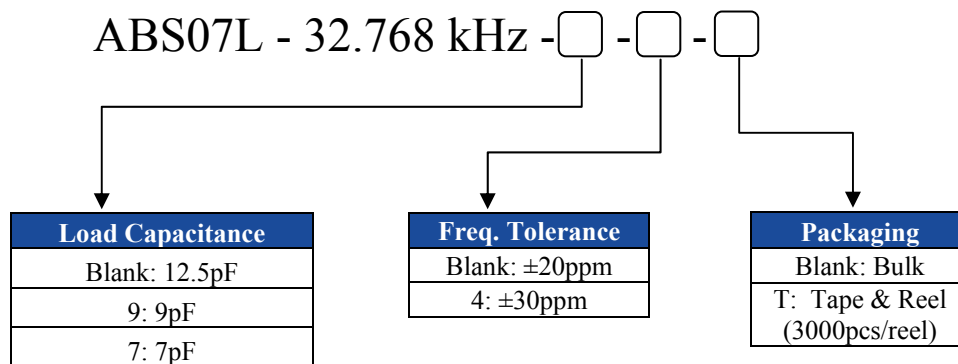 ABS07L - 32.768 kHz - - -
Load Capacitance
Blank: 12.5pF
9: 9pF
7: 7pF
Freq. Tolerance
Blank: ±20ppm
4: ±30ppm
Packaging
Blank: Bulk
T: Tape & Reel
(3000pcs/reel)